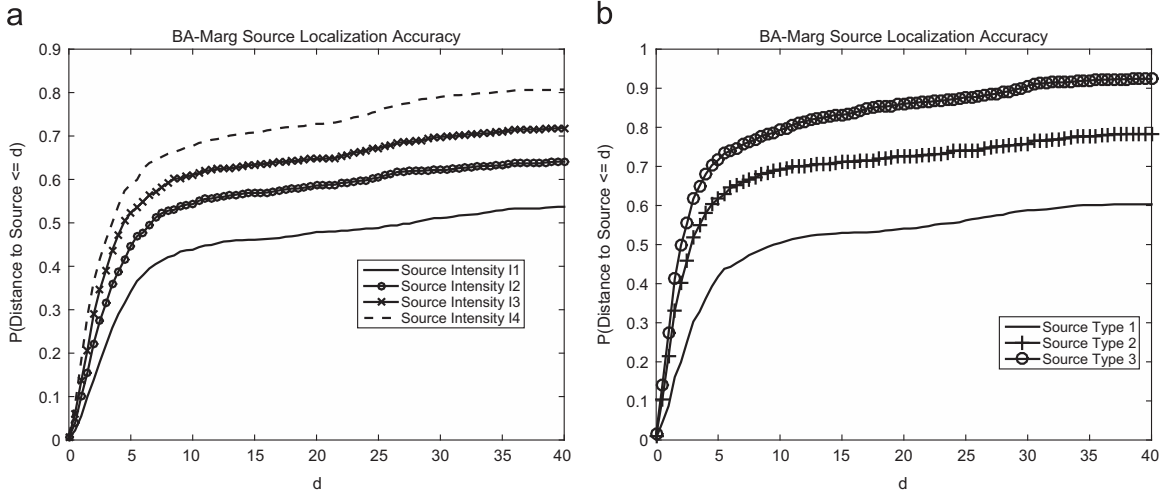 a
BA-Marg Source Localization Accuracy
0.9
0.8
0.7
0.6
0.5
0.4
0.3
0.2
0.1
0
P(Distance to Source <= d)
Source Intensity I1
Source Intensity I2
Source Intensity I3
Source Intensity I4
0 5 10 15 20 25 30 35 40
d
b
BA-Marg Source Localization Accuracy
1
0.9
0.8
0.7
0.6
0.5
0.4
0.3
0.2
0.1
0
P(Distance to Source <= d)
Source Type 1
Source Type 2
Source Type 3
0 5 10 15 20 25 30 35 40
d